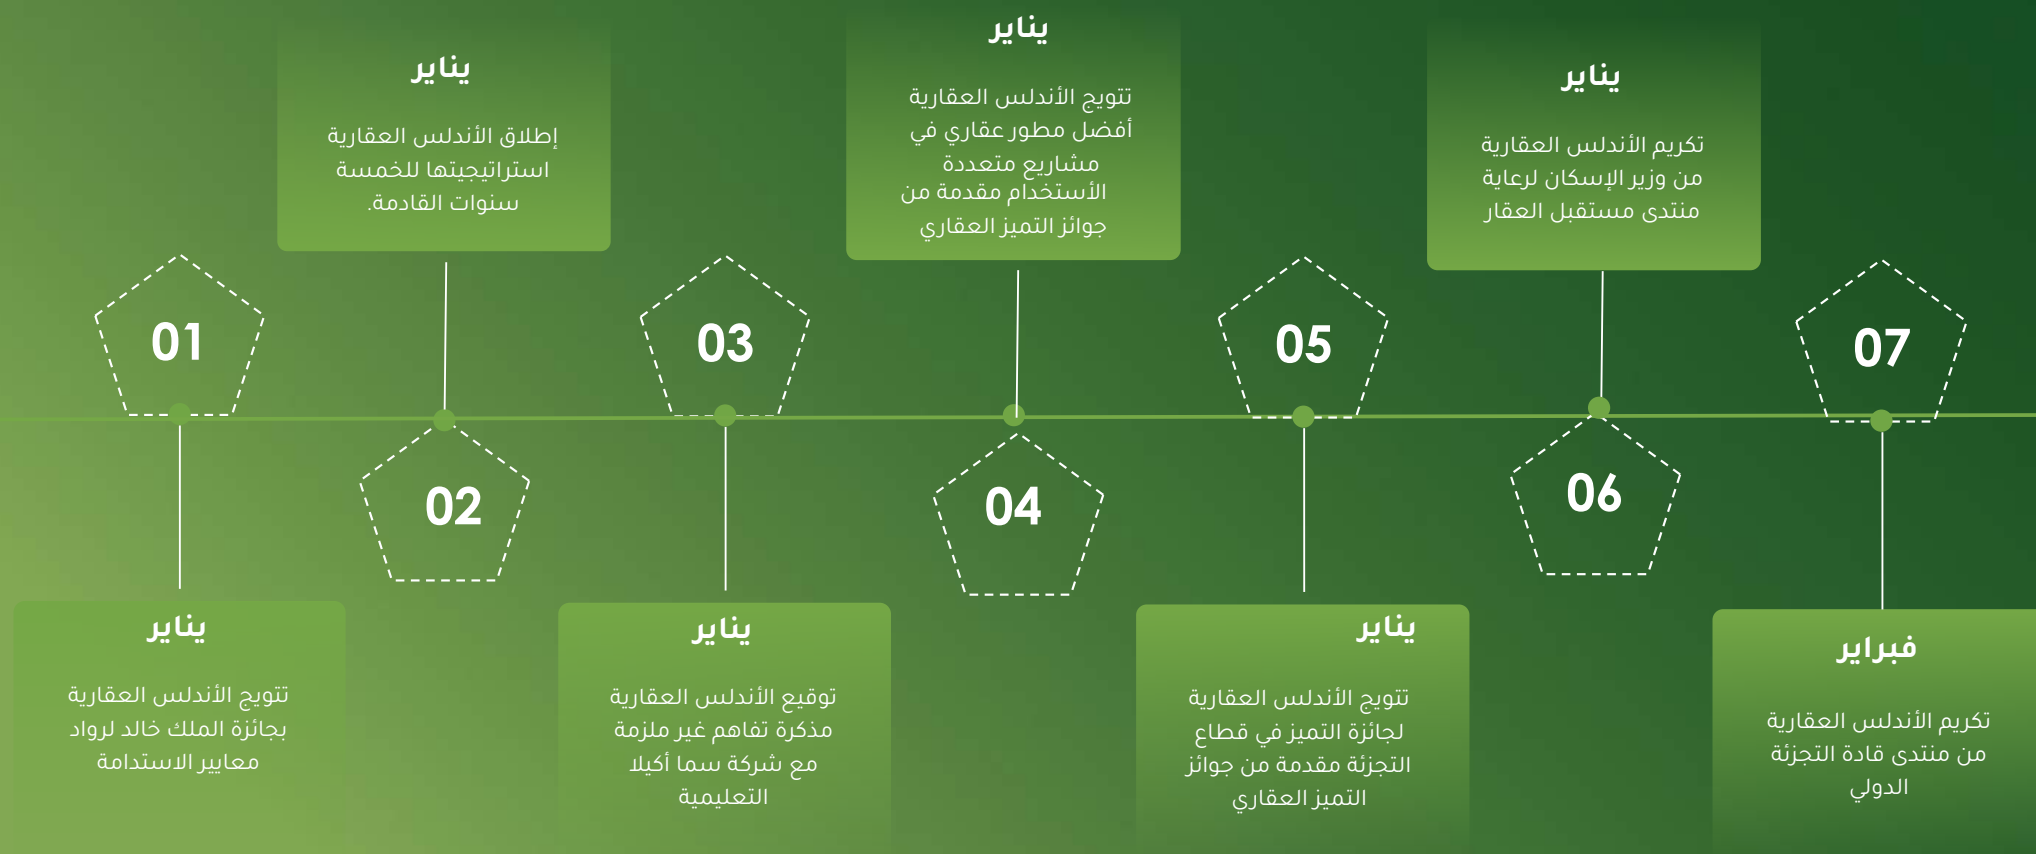 01
يناير
تتويج الأندلس العقارية
بجائزة الملك خالد لرواد
معايير الاستدامة
02
يناير
إطلاق الأندلس العقارية
استراتيجيتها للخمسة
سنوات القادمة.
03
يناير
توقيع الأندلس العقارية
مذكرة تفاهم غير ملزمة
مع شركة سما أكيلا
التعليمية
04
يناير
تتويج الأندلس العقارية
أفضل مطور عقاري في
مشاريع متعددة
الأستخدام مقدمة من
جوائز التميز العقاري
05
يناير
تتويج الأندلس العقارية
لجائزة التميز في قطاع
التجزئة مقدمة من جوائز
التميز العقاري
06
يناير
تكريم الأندلس العقارية
من وزير الإسكان لرعاية
منتدى مستقبل العقار
07
فبراير
تكريم الأندلس العقارية
من منتدى قادة التجزئة
الدولي